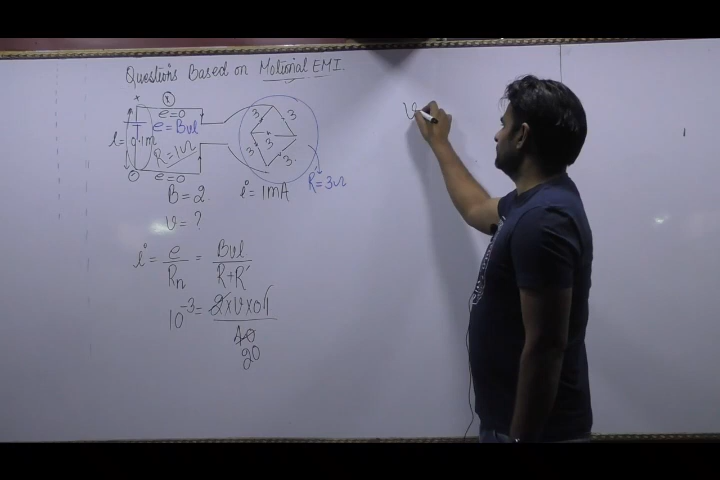 Questions Based on Motional EMI.
+ x
e=0
3 3
e=Bvl
l=0.1m
3
R=1Ω
3 3
e=0
R'=3Ω
B=2
i=1mA
v=?
i = e/Rn = Bvl/R+R'
10⁻³ = 2×v×0.1
40
20
v